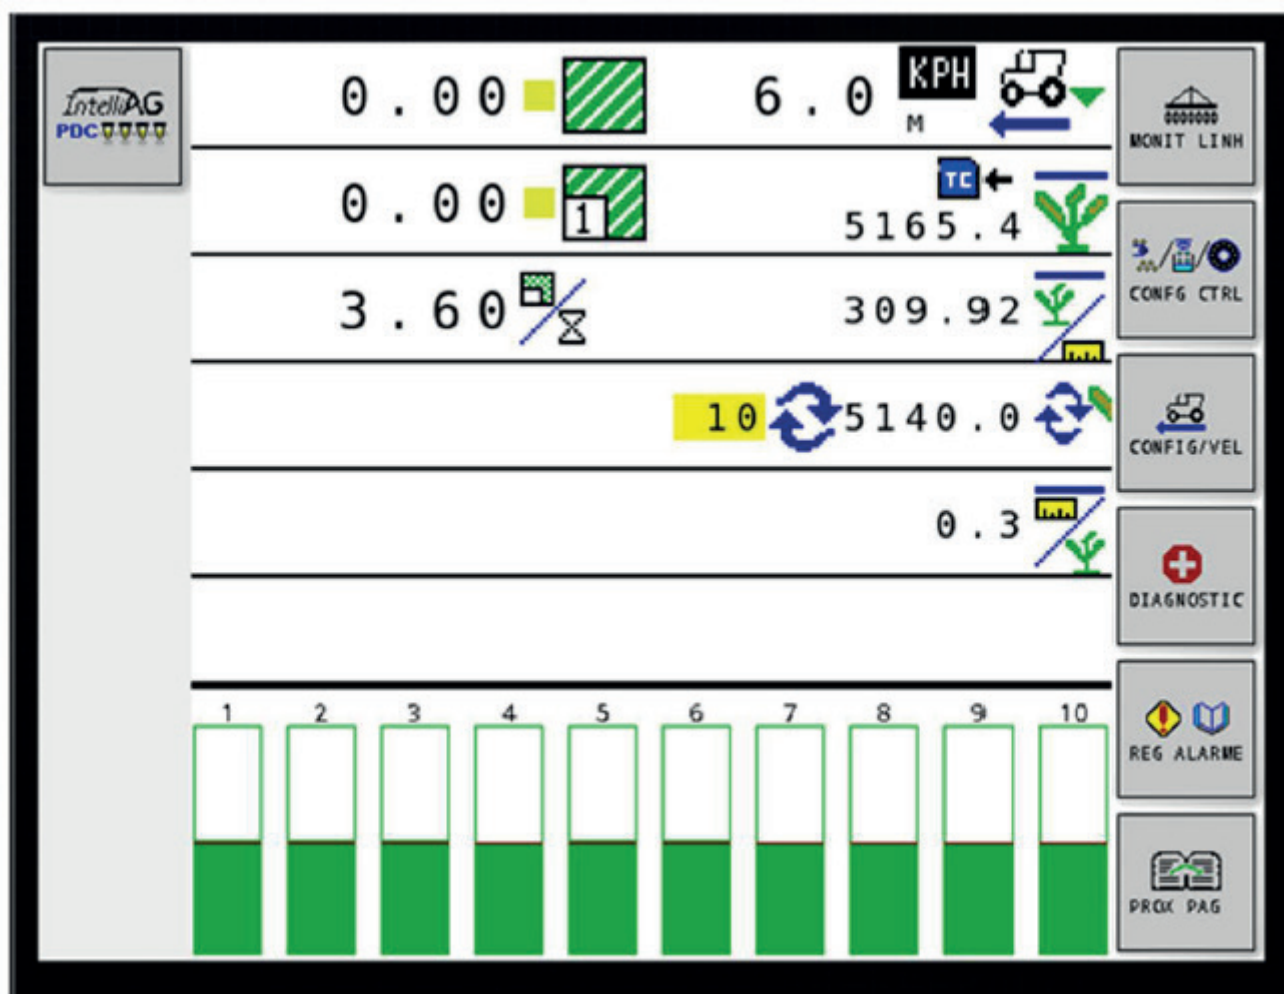 IntelliAG
PDC
0.00
6.0
KPH
M
MONIT LINH
0.00
1
TC
5165.4
CONFG CTRL
3.60
309.92
10
5140.0
CONFIG/VEL
0.3
DIAGNOSTIC
1 2 3 4 5 6 7 8 9 10
REG ALARME
PROX PAG